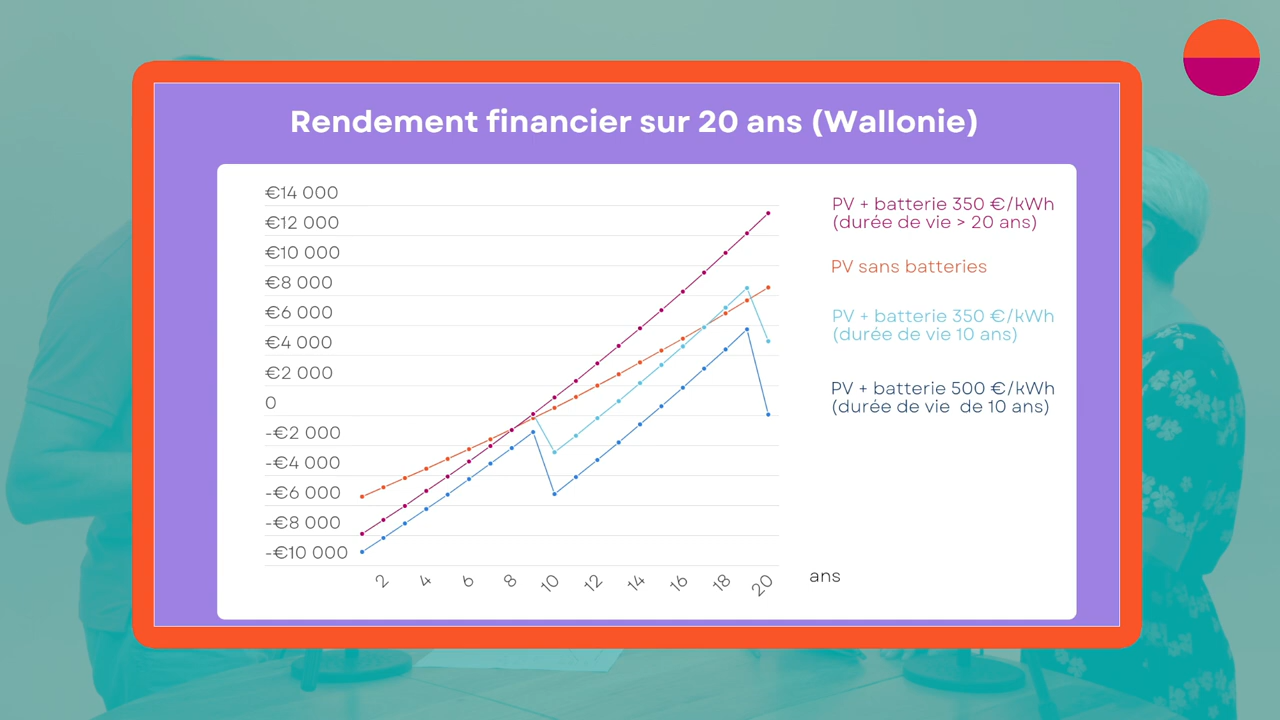 Rendement financier sur 20 ans (Wallonie)
€14 000
€12 000
€10 000
€8 000
€6 000
€4 000
€2 000
0
-€2 000
-€4 000
-€6 000
-€8 000
-€10 000
2 4 6 8 10 12 14 16 18 20
ans
PV + batterie 350 €/kWh
(durée de vie > 20 ans)
PV sans batteries
PV + batterie 350 €/kWh
(durée de vie 10 ans)
PV + batterie 500 €/kWh
(durée de vie de 10 ans)